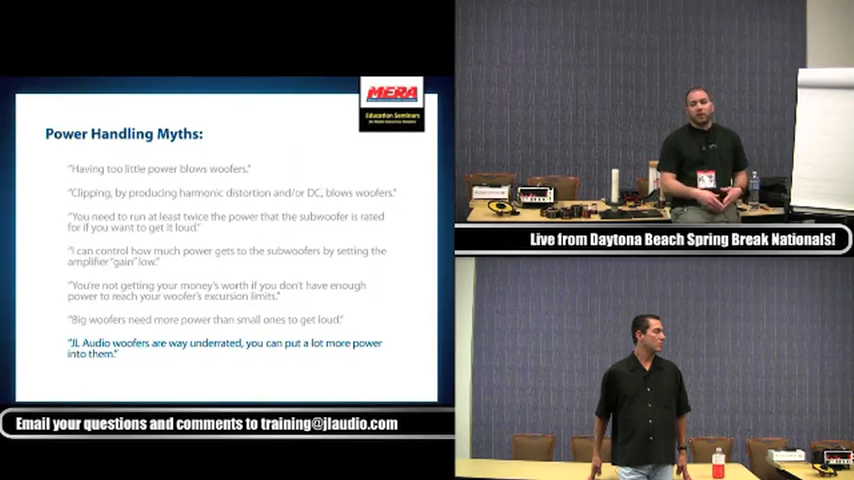 MERA
Education Seminars
Power Handling Myths:
"Having too little power blows woofers."
"Clipping, by producing harmonic distortion and/or DC, blows woofers."
"You need to run at least twice the power that the subwoofer is rated
for if you want to get it loud."
"I can control how much power gets to the subwoofers by setting the
amplifier "gain" low."
"You're not getting your money's worth if you don't have enough
power to reach your woofer's excursion limits."
"Big woofers need more power than small ones to get loud."
"JL Audio woofers are way underrated, you can put a lot more power
into them."
Email your questions and comments to training@jlaudio.com
Live from Daytona Beach Spring Break Nationals!